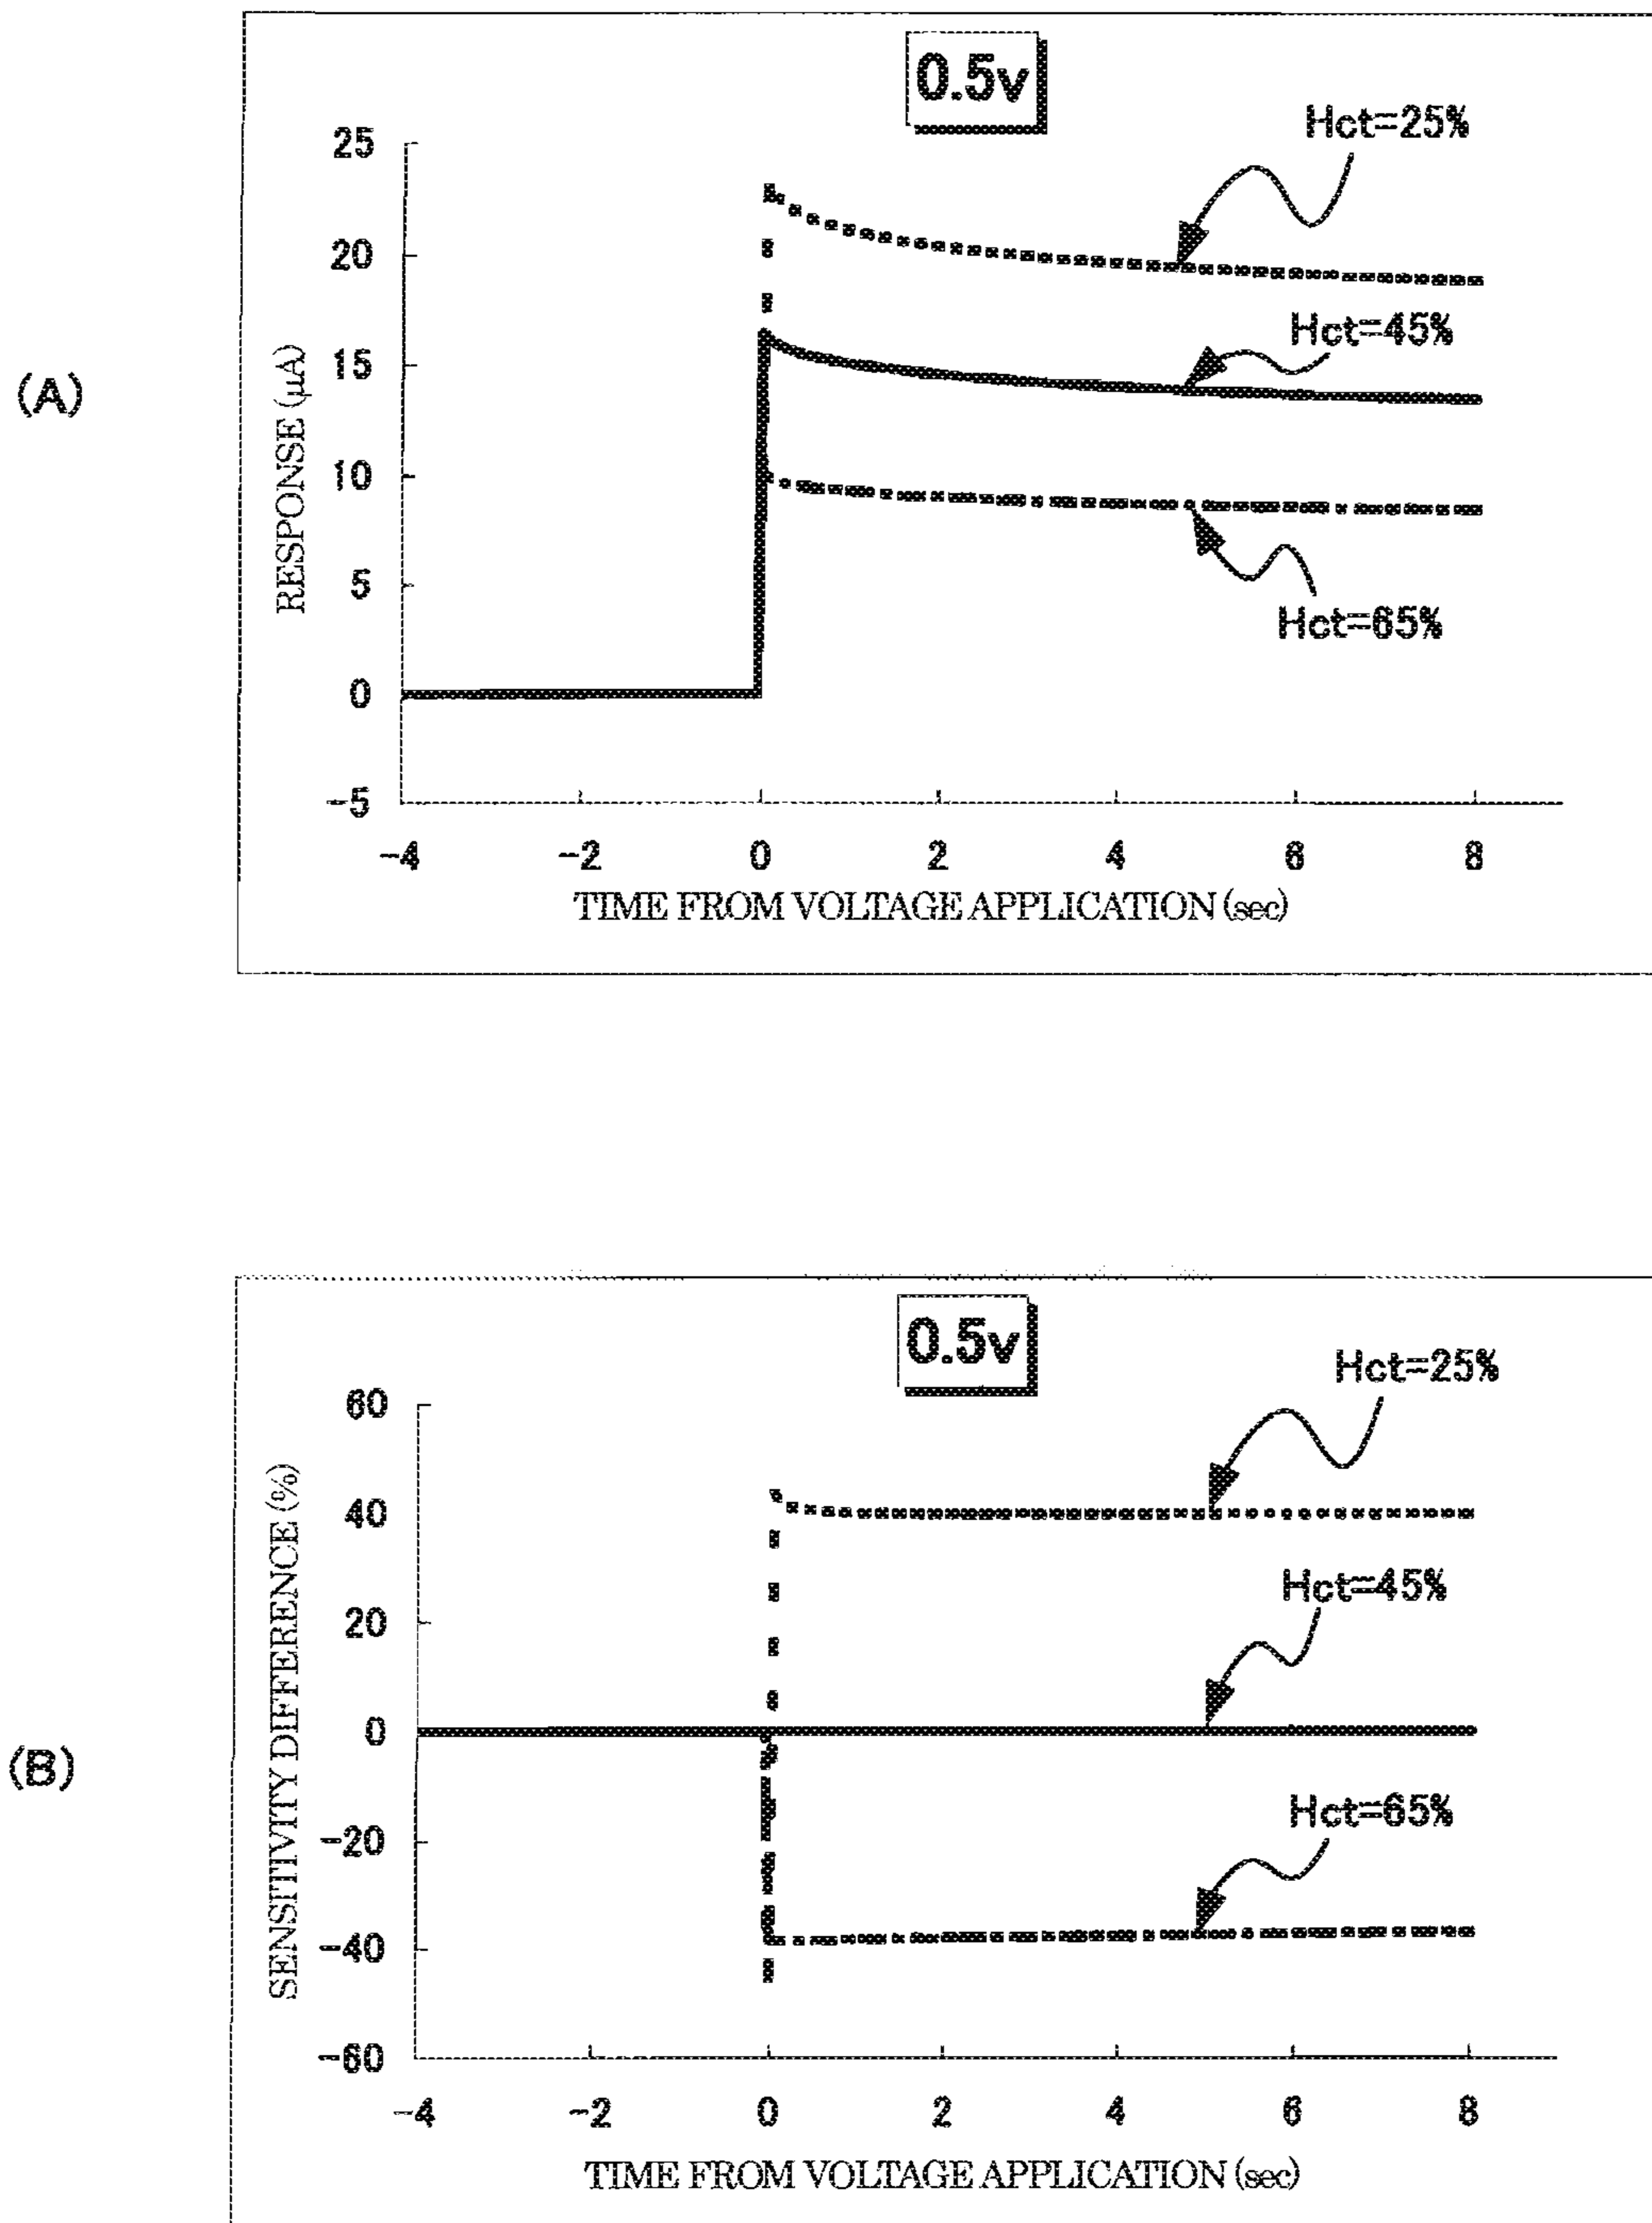 (A)
0.5v
Hct=25%
Hct=45%
Hct=65%
RESPONSE (μA)
25
20
15
10
5
0
-5
-4 -2 0 2 4 6 8
TIME FROM VOLTAGE APPLICATION (sec)
(B)
0.5v
Hct=25%
Hct=45%
Hct=65%
SENSITIVITY DIFFERENCE (%)
60
40
20
0
-20
-40
-60
-4 -2 0 2 4 6 8
TIME FROM VOLTAGE APPLICATION (sec)